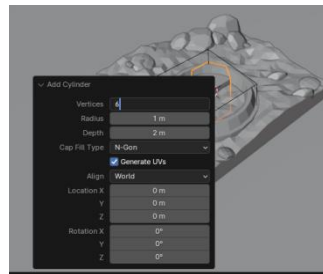 Add Cylinder
Vertices 6
Radius 1 m
Depth 2 m
Cap Fill Type N-Gon
Generate UVs
Align World
Location X 0 m
Y 0 m
Z 0 m
Rotation X 0°
Y 0°
Z 0°